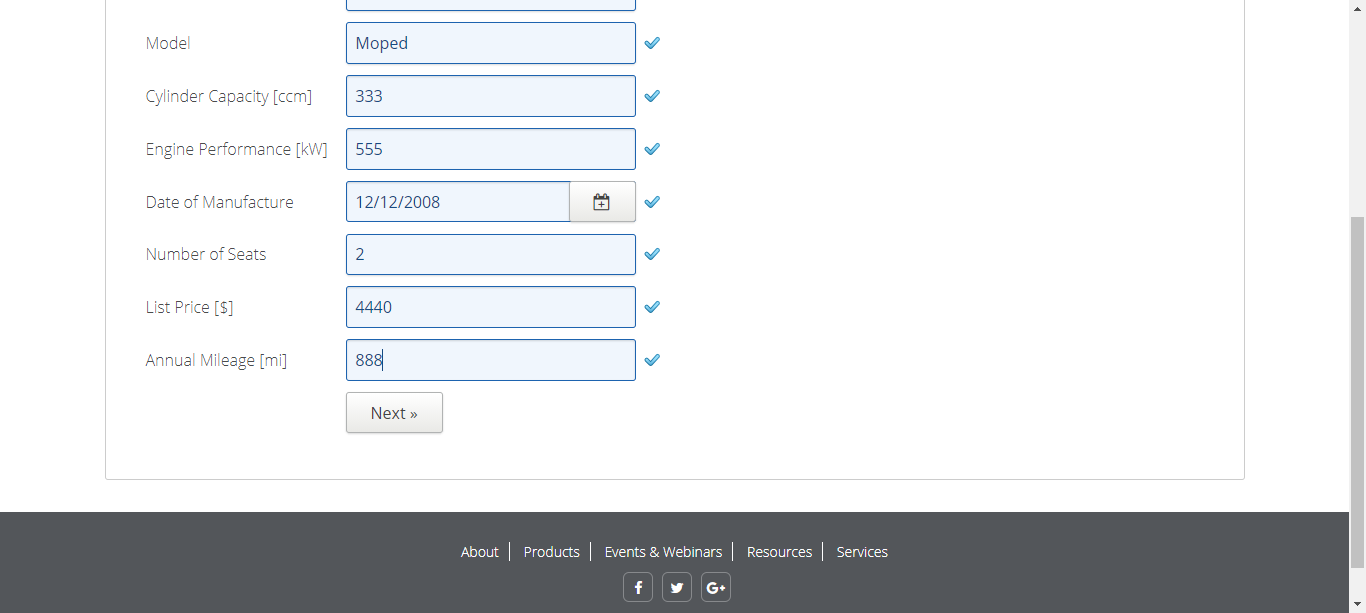 Model Moped
Cylinder Capacity [ccm] 333
Engine Performance [kW] 555
Date of Manufacture 12/12/2008
Number of Seats 2
List Price [$] 4440
Annual Mileage [mi] 888
Next »
About Products Events & Webinars Resources Services
f G+